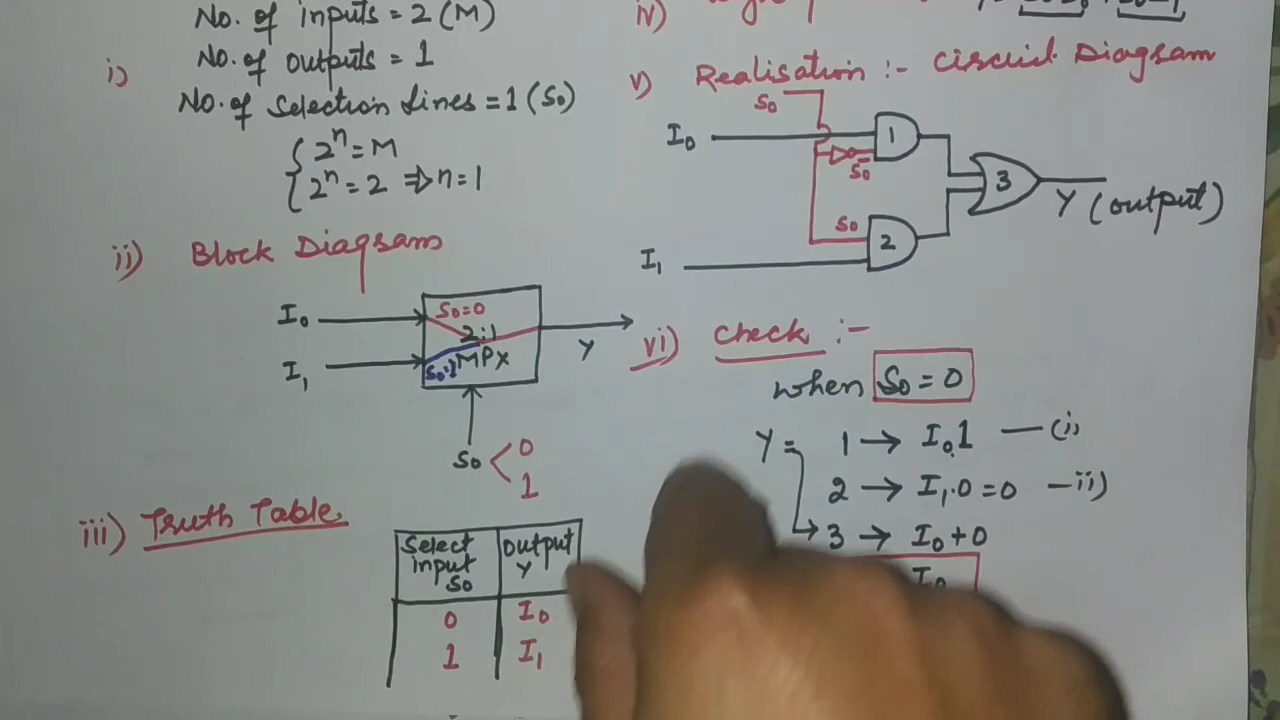 No. of inputs = 2 (M)
i) No. of outputs = 1
No. of Selection lines = 1 (S0)
2^n = M
2^n = 2 ⇒ n = 1
ii) Block Diagram
I0
I1
S0=0
2:1
MPX
S0=1
Y
S0
0
1
iii) Truth Table
Select input S0
Output Y
0 I0
1 I1
iv)
v) Realisation :- Circuit Diagram
S0
I0
1
S̄0
3
Y (output)
S0
2
I1
vi) Check :-
when S0 = 0
Y = 1 → I0.1 — (i)
2 → I1.0 = 0 — ii)
3 → I0 + 0
I0